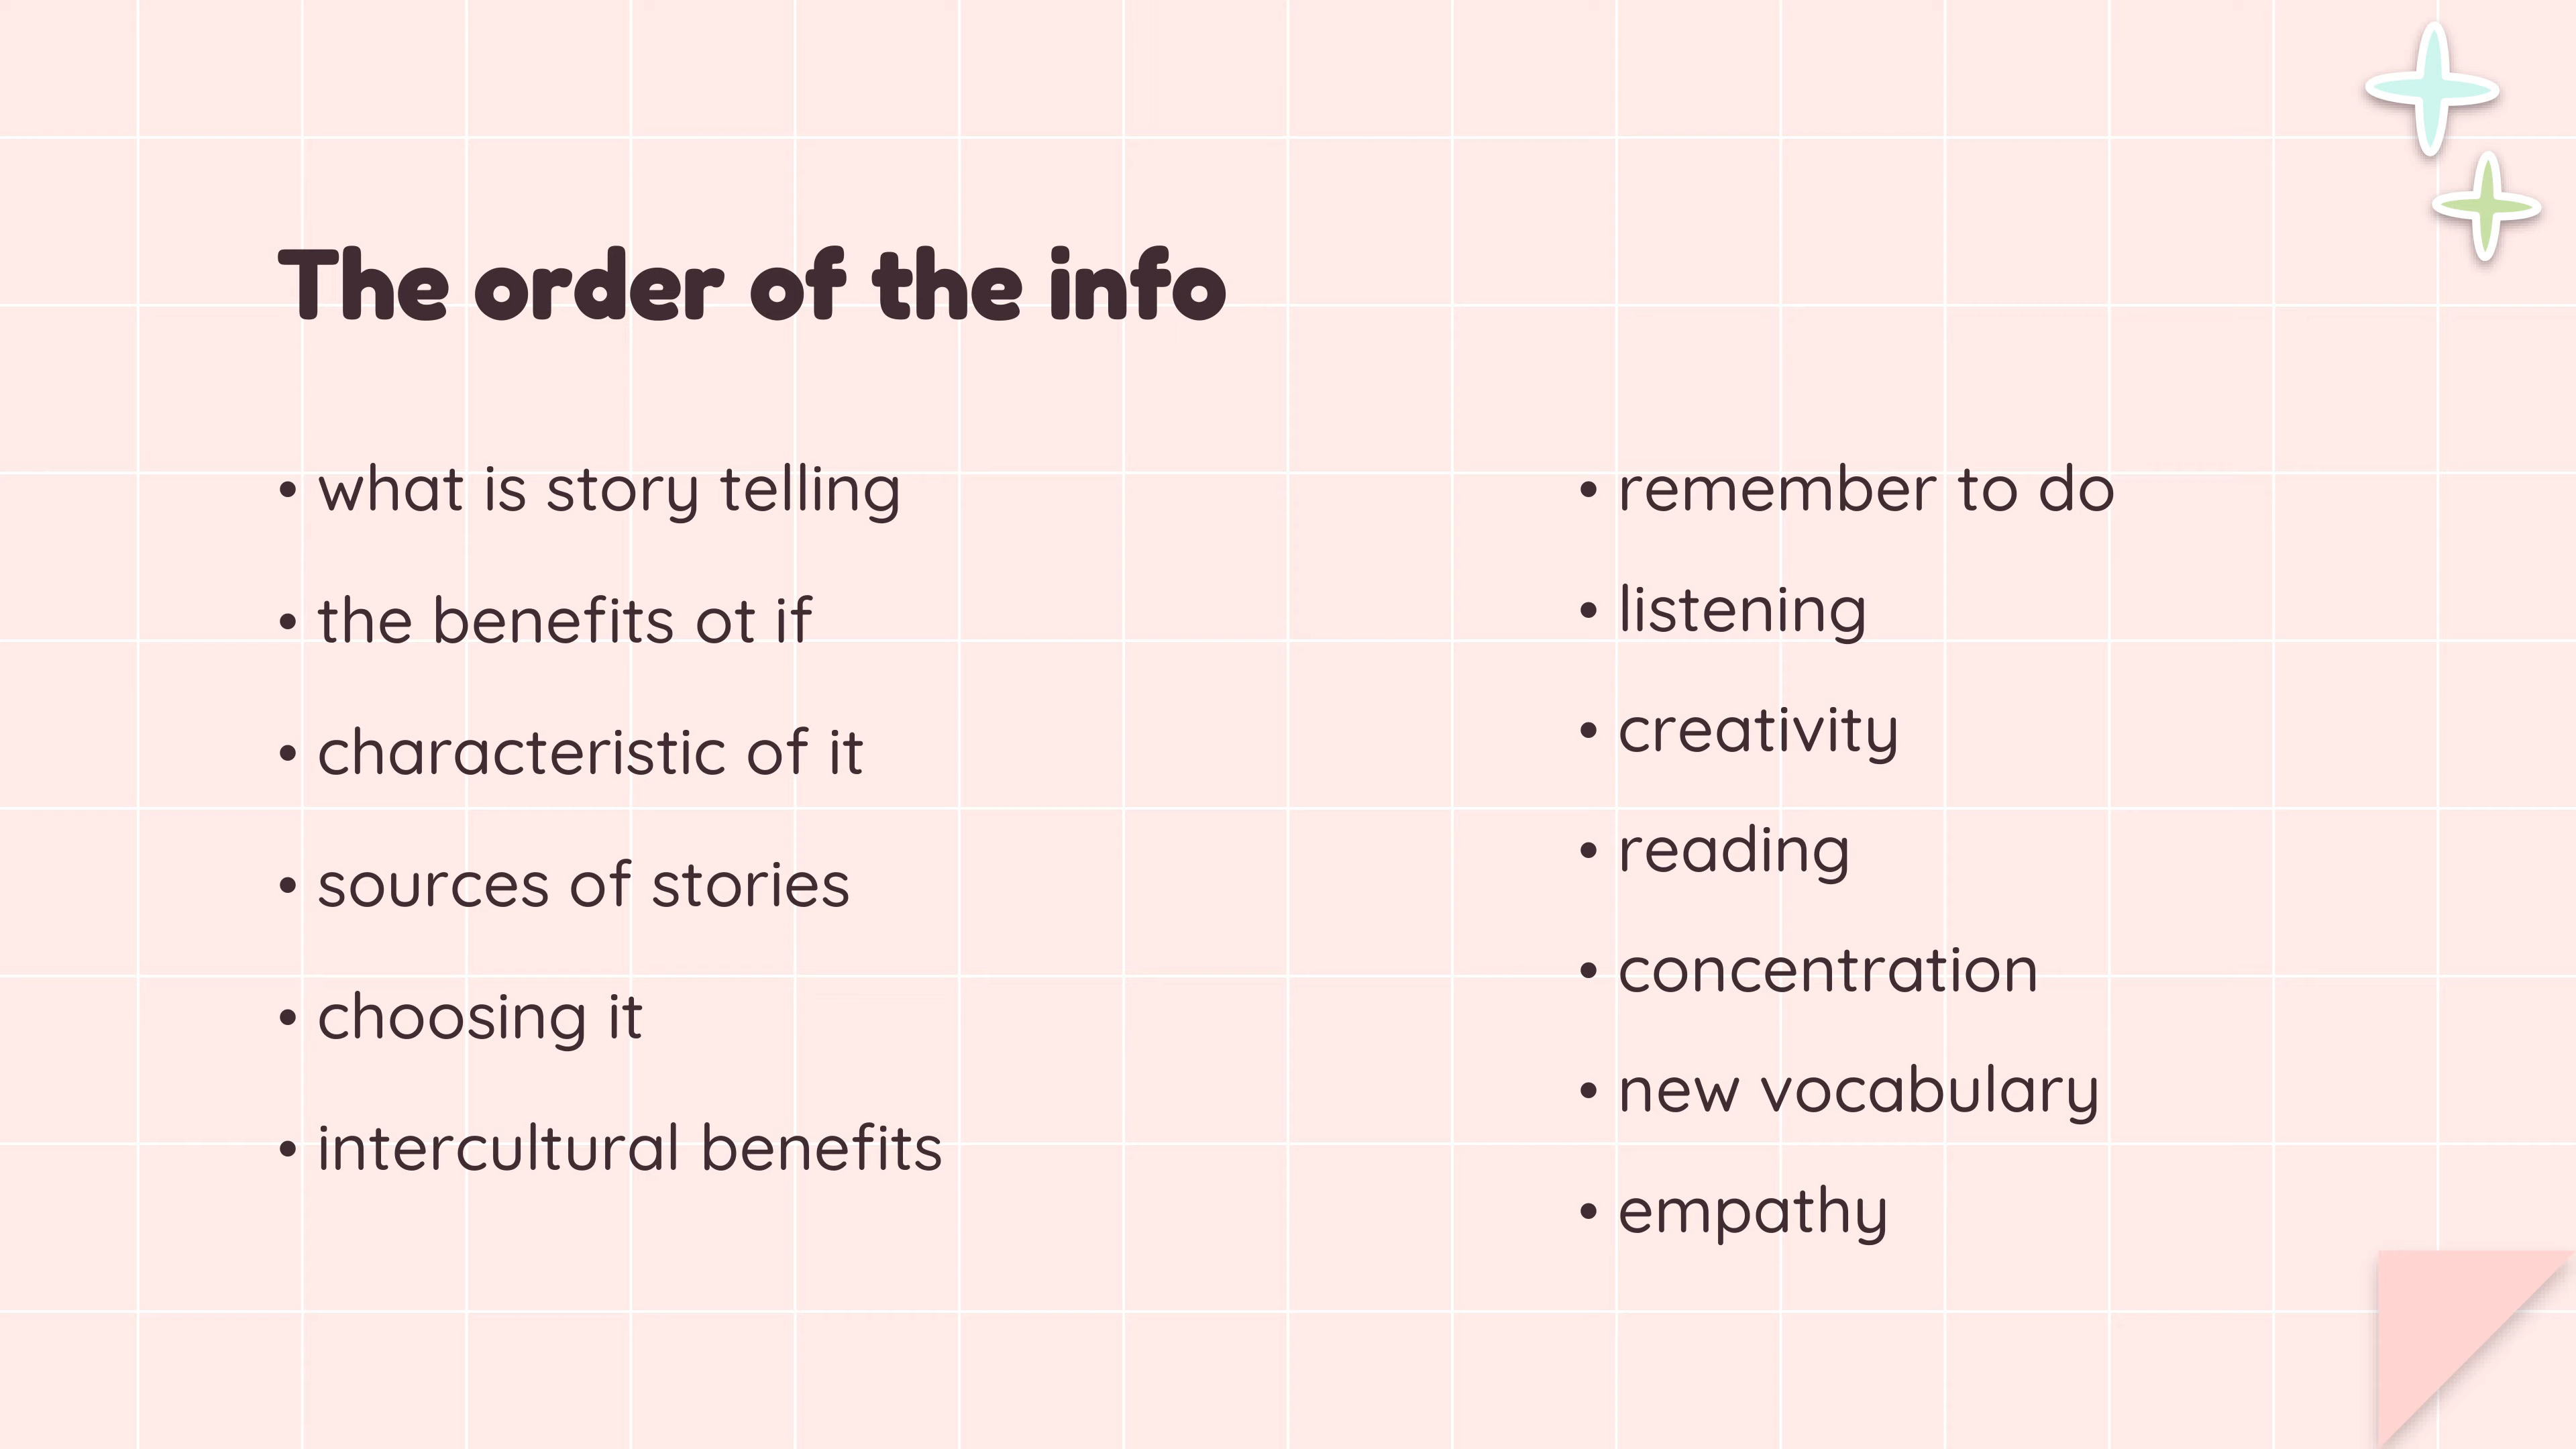 The order of the info
• what is story telling
• the benefits ot if
• characteristic of it
• sources of stories
• choosing it
• intercultural benefits
• remember to do
• listening
• creativity
• reading
• concentration
• new vocabulary
• empathy